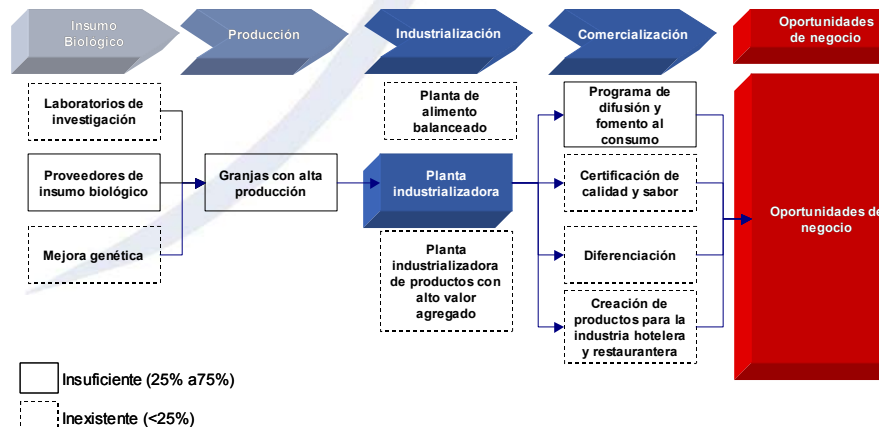 Insumo
Biológico
Producción
Industrialización
Comercialización
Oportunidades
de negocio
Laboratorios de
investigación
Proveedores de
insumo biológico
Mejora genética
Granjas con alta
producción
Planta de
alimento
balanceado
Planta
industrializadora
Planta
industrializadora
de productos con
alto valor
agregado
Programa de
difusión y
fomento al
consumo
Certificación de
calidad y sabor
Diferenciación
Creación de
productos para la
industria hotelera
y restaurantera
Oportunidades de
negocio
Insuficiente (25% a75%)
Inexistente (<25%)